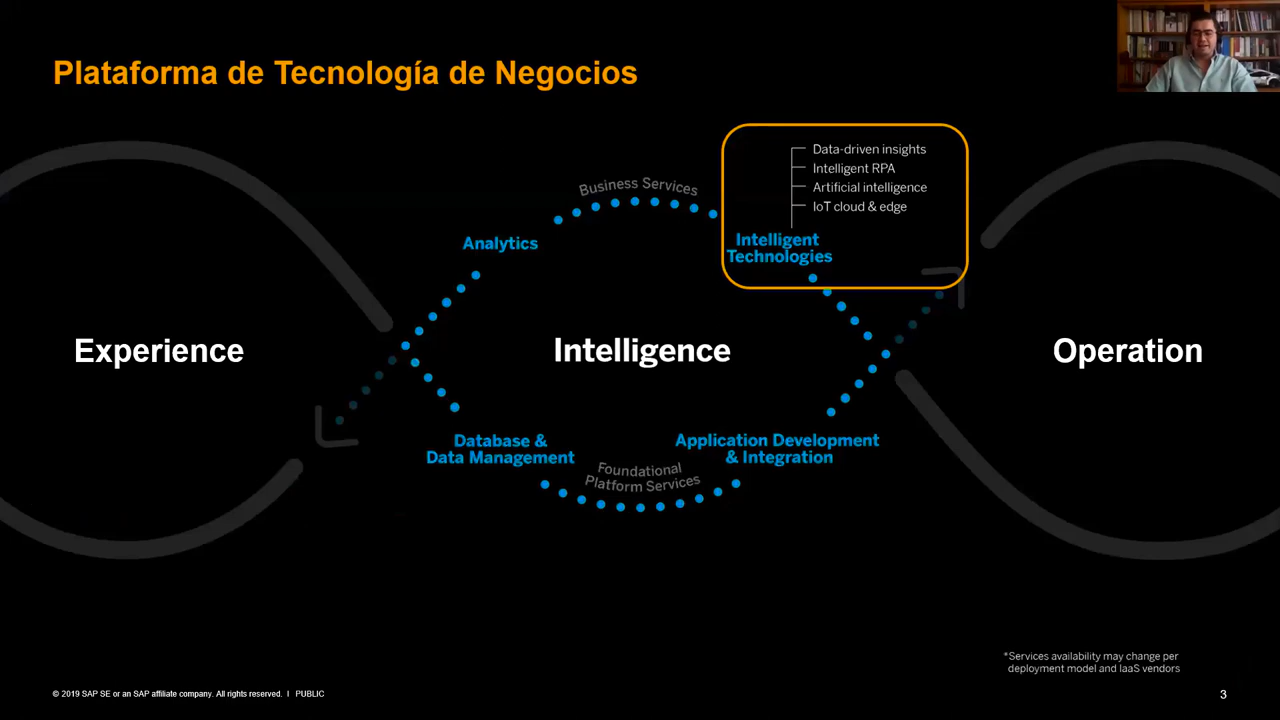 Plataforma de Tecnología de Negocios
Data-driven insights
Intelligent RPA
Artificial intelligence
IoT cloud & edge
Business Services
Analytics
Intelligent
Technologies
Experience
Intelligence
Operation
Database &
Data Management
Application Development
& Integration
Foundational
Platform Services
*Services availability may change per
deployment model and IaaS vendors
© 2019 SAP SE or an SAP affiliate company. All rights reserved. I PUBLIC
3